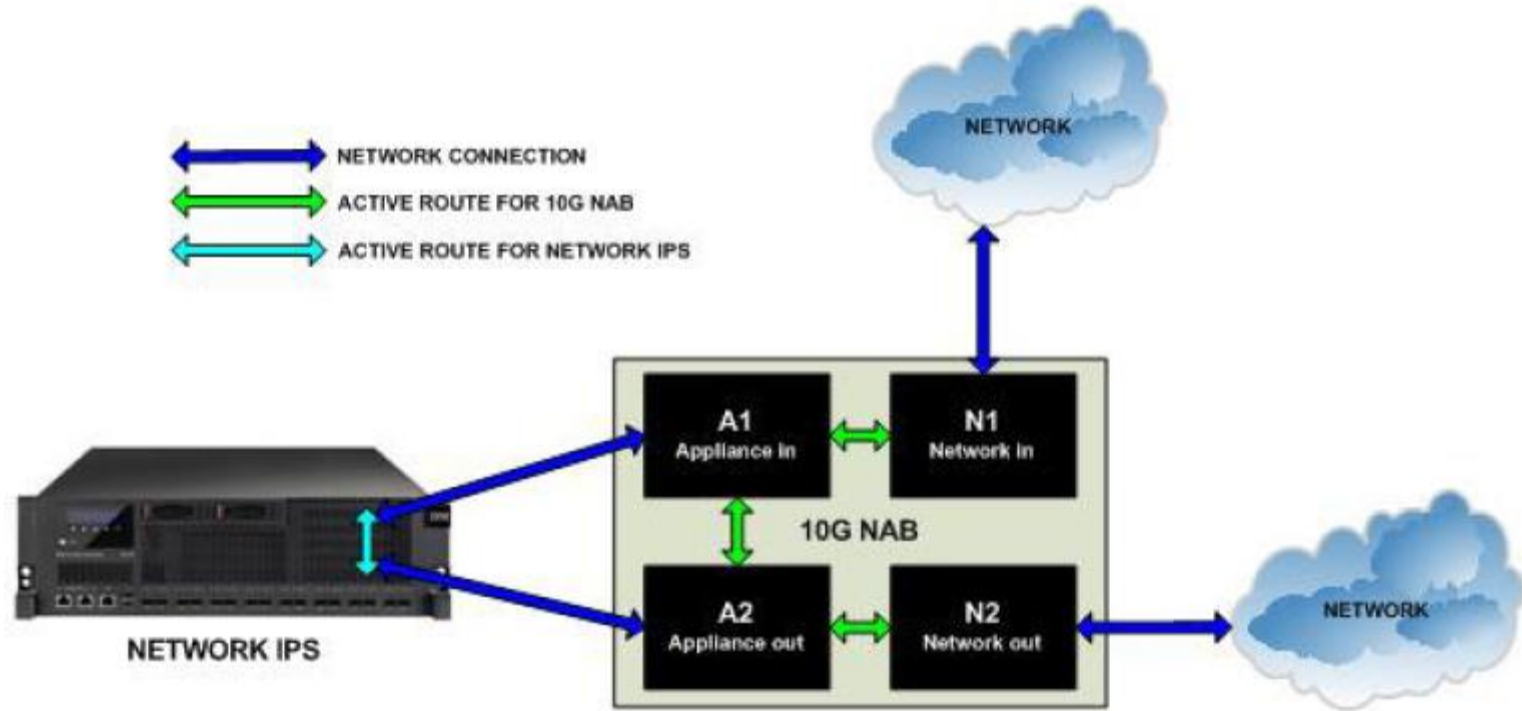 NETWORK
NETWORK CONNECTION
ACTIVE ROUTE FOR 10G NAB
ACTIVE ROUTE FOR NETWORK IPS
A1
Appliance in
N1
Network in
10G NAB
A2
Appliance out
N2
Network out
NETWORK
NETWORK IPS